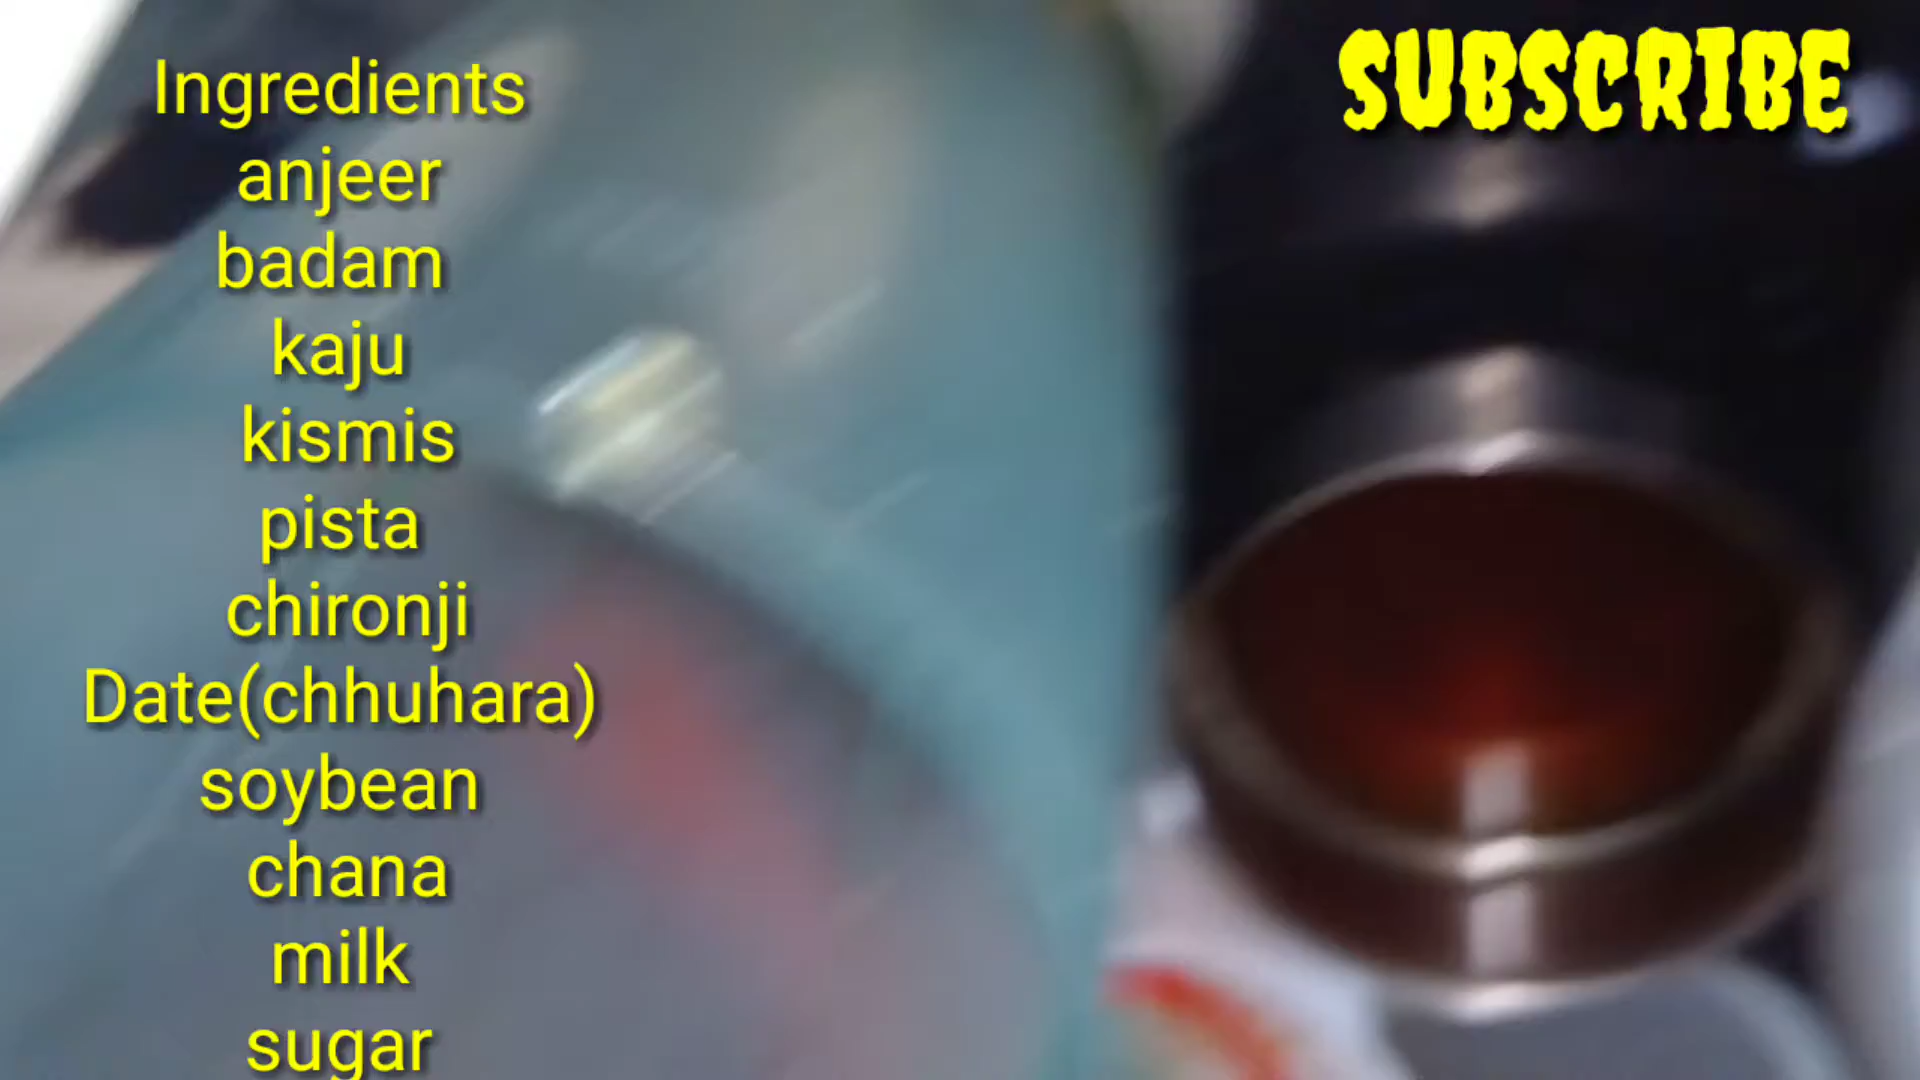 SUBSCRIBE
Ingredients
anjeer
badam
kaju
kismis
pista
chironji
Date(chhuhara)
soybean
chana
milk
sugar